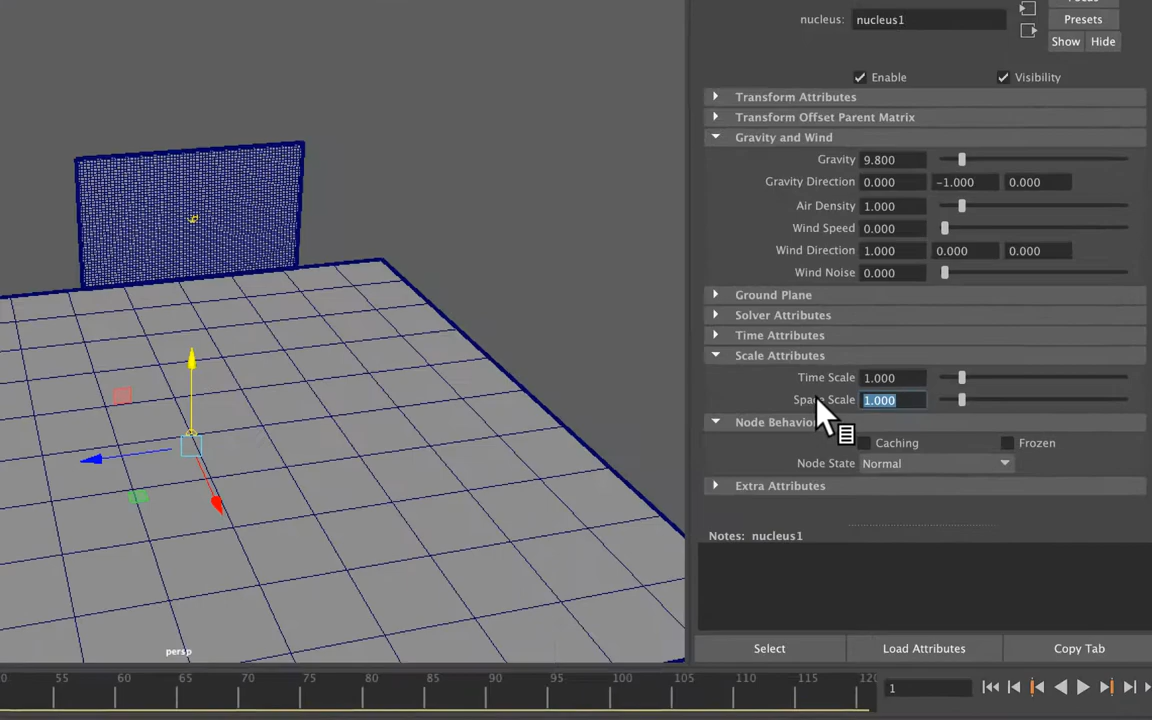 nucleus: nucleus1
Presets
Show Hide
Enable Visibility
Transform Attributes
Transform Offset Parent Matrix
Gravity and Wind
Gravity 9.800
Gravity Direction 0.000 -1.000 0.000
Air Density 1.000
Wind Speed 0.000
Wind Direction 1.000 0.000 0.000
Wind Noise 0.000
Ground Plane
Solver Attributes
Time Attributes
Scale Attributes
Time Scale 1.000
Scale 1.000
Node
Caching Frozen
Node State Normal
Extra Attributes
Notes: nucleus1
persp
Select Load Attributes Copy Tab
55 60 65 70 75 80 85 90 95 100 105 110 115 1